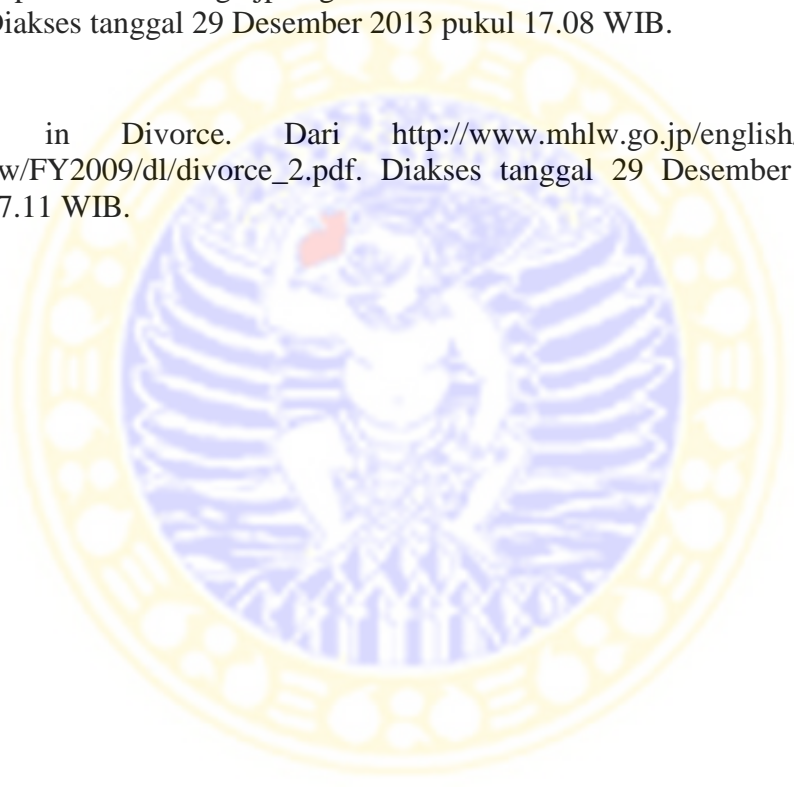 Diakses tanggal 29 Desember 2013 pukul 17.08 WIB.
in Divorce. Dari http://www.mhlw.go.jp/english/
w/FY2009/dl/divorce_2.pdf. Diakses tanggal 29 Desember
7.11 WIB.